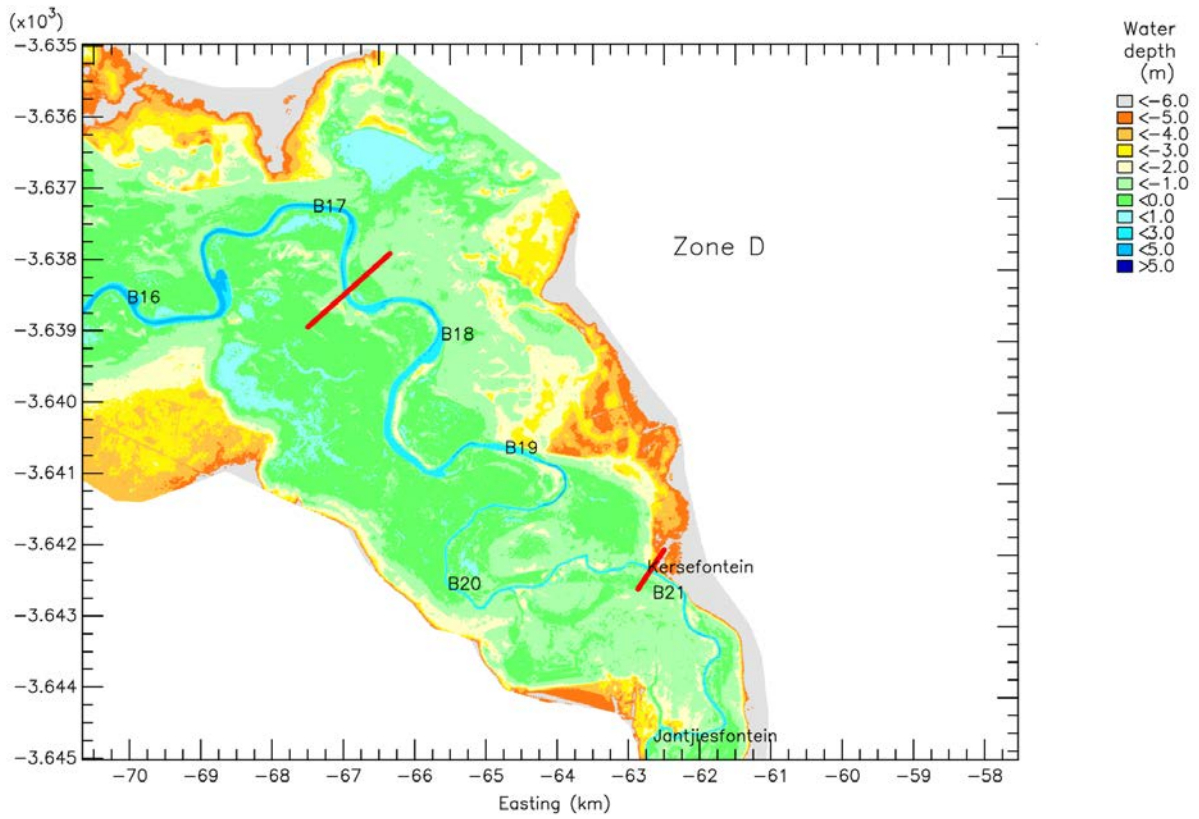 (x10³)
Water
depth
(m)
<-6.0
<-5.0
<-4.0
<-3.0
<-2.0
<-1.0
<0.0
<1.0
<3.0
<5.0
>5.0
-3.635
-3.636
-3.637
-3.638
-3.639
-3.640
-3.641
-3.642
-3.643
-3.644
-3.645
B17
Zone D
B16
B18
B19
Kersefontein
B20
B21
Jantjiesfontein
-70 -69 -68 -67 -66 -65 -64 -63 -62 -61 -60 -59 -58
Easting (km)